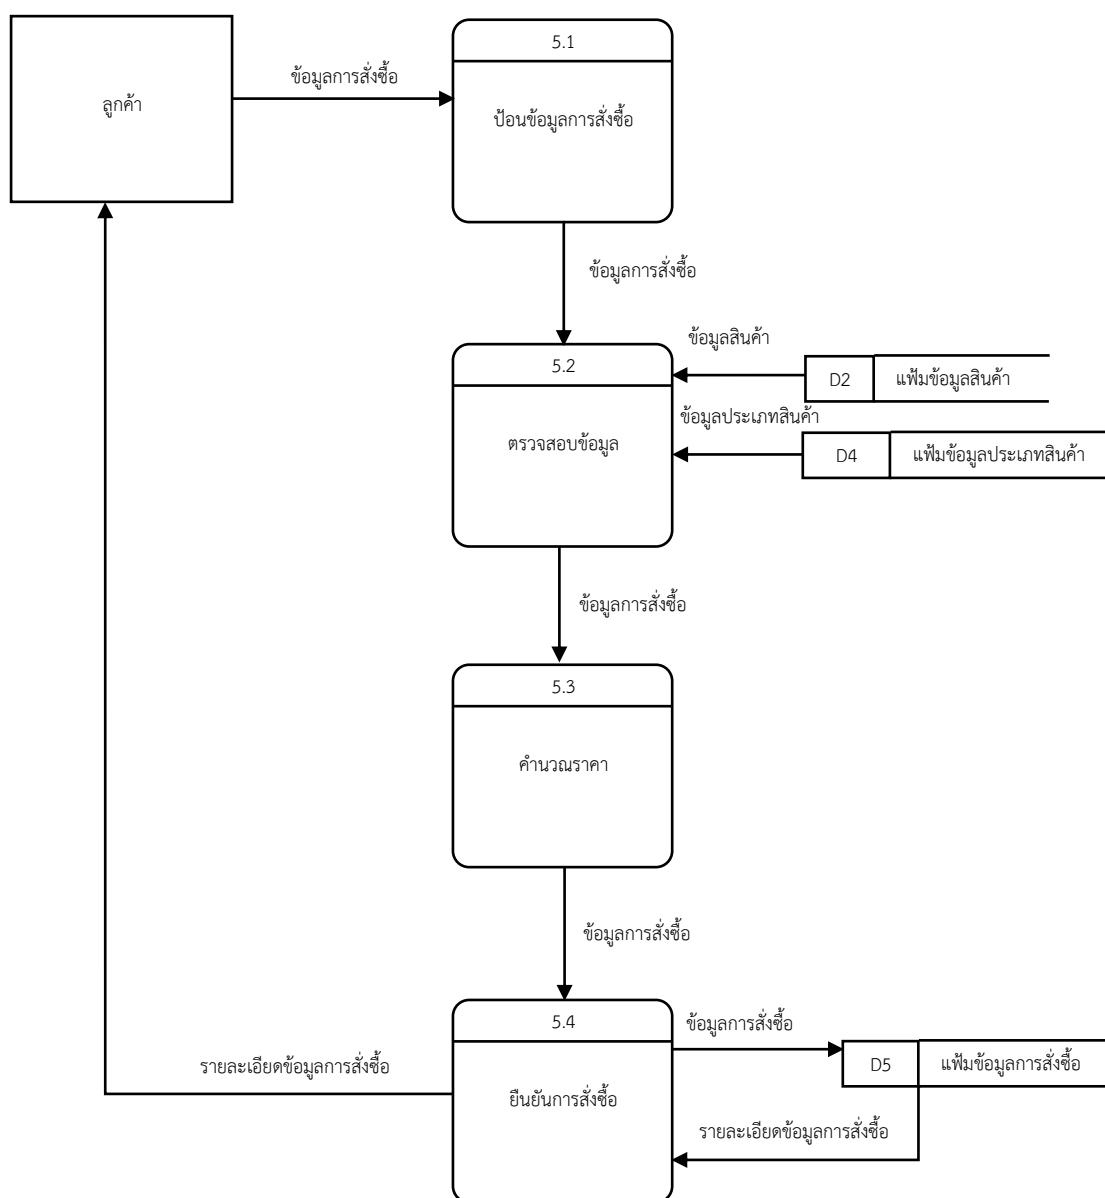 5.1
ข้อมูลการสั่งซื้อ
ลูกค้า
ป้อนข้อมูลการสั่งซื้อ
ข้อมูลการสั่งซื้อ
ข้อมูลสินค้า
5.2
D2 แฟ้มข้อมูลสินค้า
ข้อมูลประเภทสินค้า
ตรวจสอบข้อมูล
D4 แฟ้มข้อมูลประเภทสินค้า
ข้อมูลการสั่งซื้อ
5.3
คำนวณราคา
ข้อมูลการสั่งซื้อ
5.4
ข้อมูลการสั่งซื้อ
รายละเอียดข้อมูลการสั่งซื้อ
D5 แฟ้มข้อมูลการสั่งซื้อ
ยืนยันการสั่งซื้อ
รายละเอียดข้อมูลการสั่งซื้อ